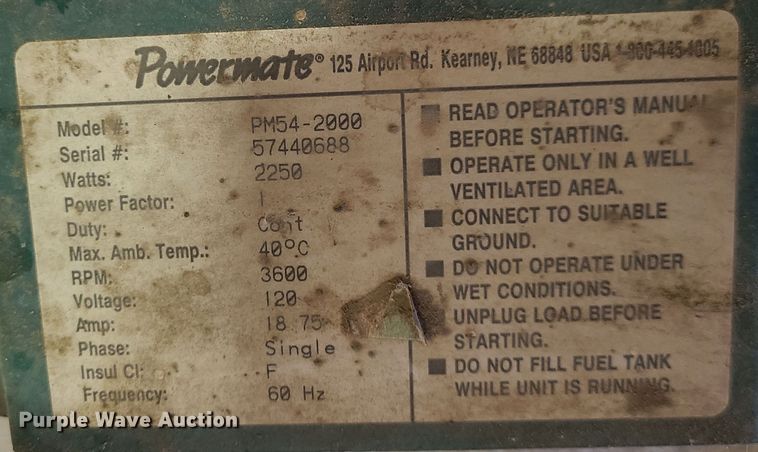 Powermate® 125 Airport Rd. Kearney, NE 68848 USA 1-800-445-1805
Model #: PM54-2000
Serial #: 57440688
Watts: 2250
Power Factor: 1
Duty: Cont
Max. Amb. Temp.: 40°C
RPM: 3600
Voltage: 120
Amp: 18.75
Phase: Single
Insul Cl: F
Frequency: 60 Hz
READ OPERATOR'S MANUAL
BEFORE STARTING.
OPERATE ONLY IN A WELL
VENTILATED AREA.
CONNECT TO SUITABLE
GROUND.
DO NOT OPERATE UNDER
WET CONDITIONS.
UNPLUG LOAD BEFORE
STARTING.
DO NOT FILL FUEL TANK
WHILE UNIT IS RUNNING.
Purple Wave Auction